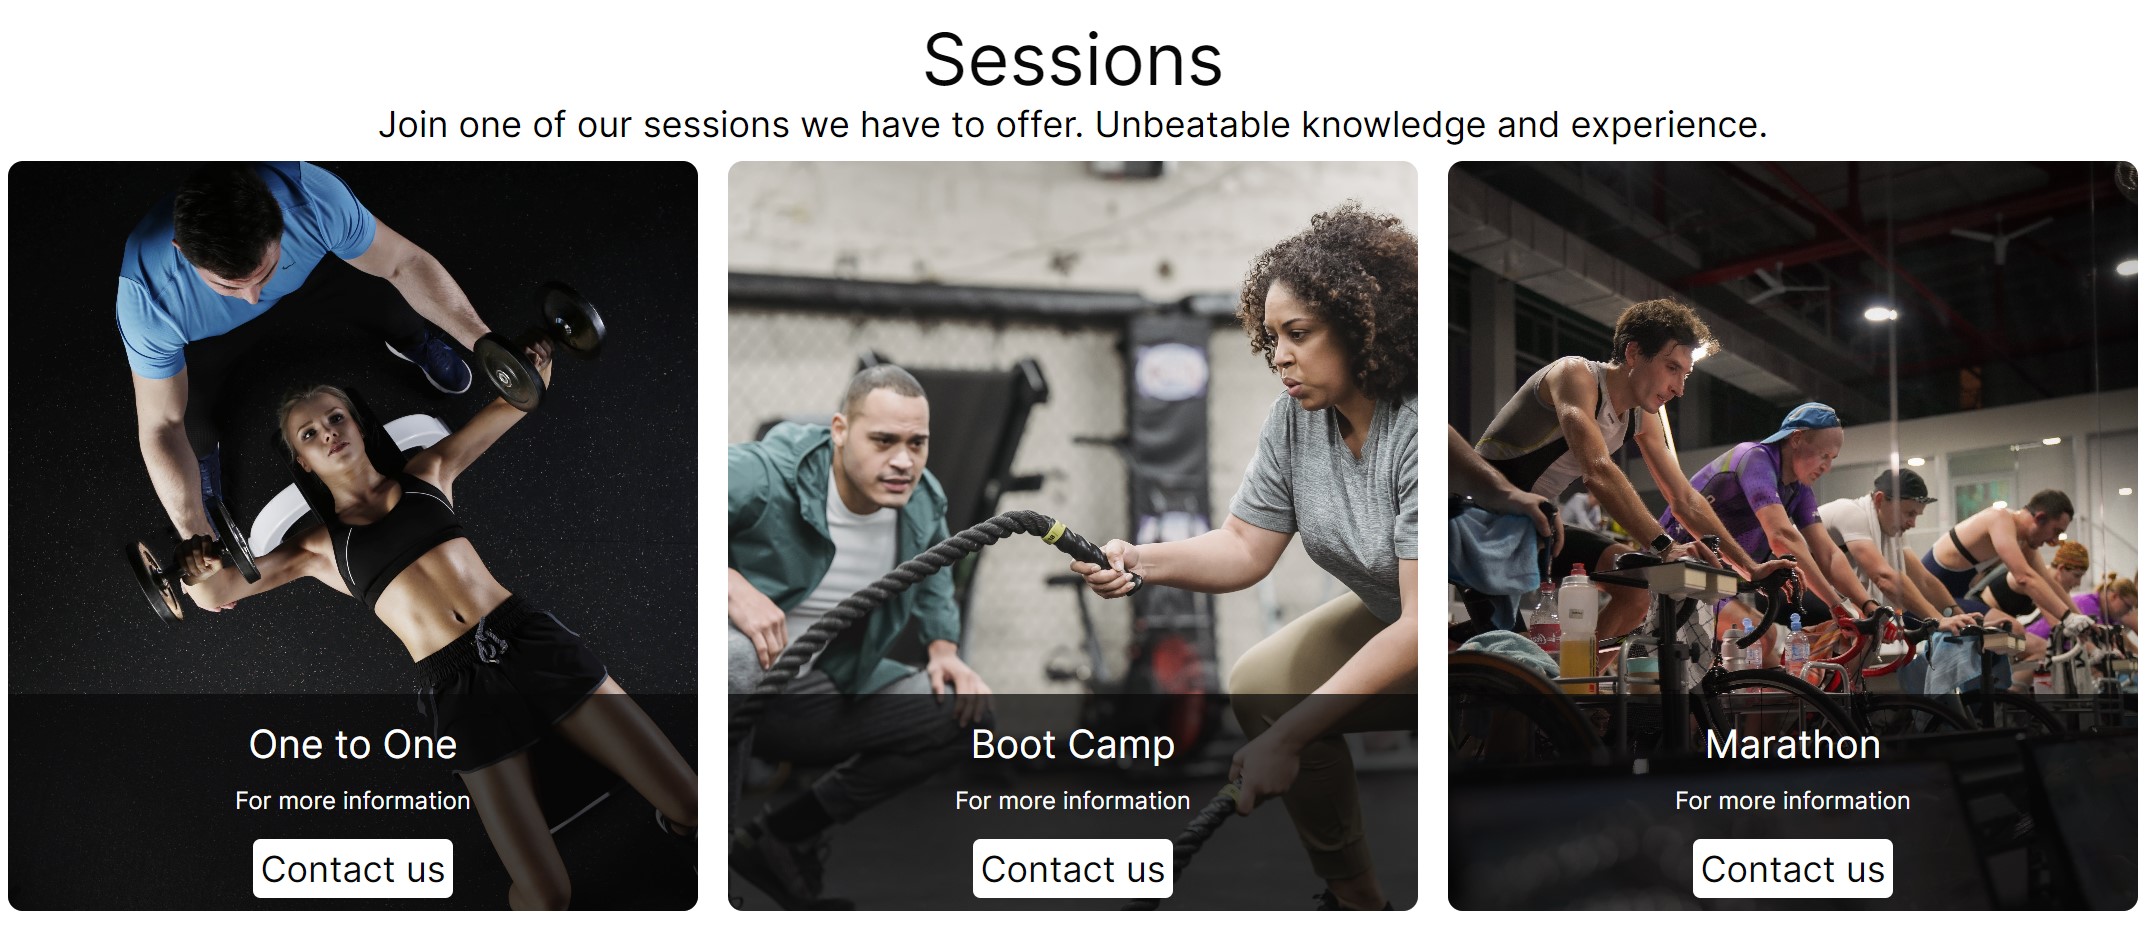 Sessions
Join one of our sessions we have to offer. Unbeatable knowledge and experience.
One to One
For more information
Contact us
Boot Camp
For more information
Contact us
Marathon
For more information
Contact us